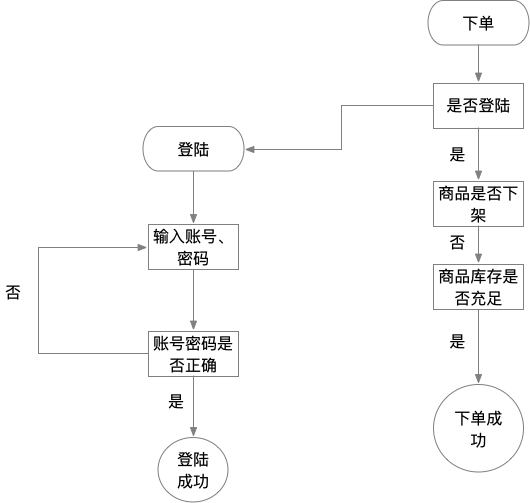 下单
是否登陆
是
商品是否下
架
否
商品库存是
否充足
是
下单成
功
登陆
输入账号、
密码
否
账号密码是
否正确
是
登陆
成功